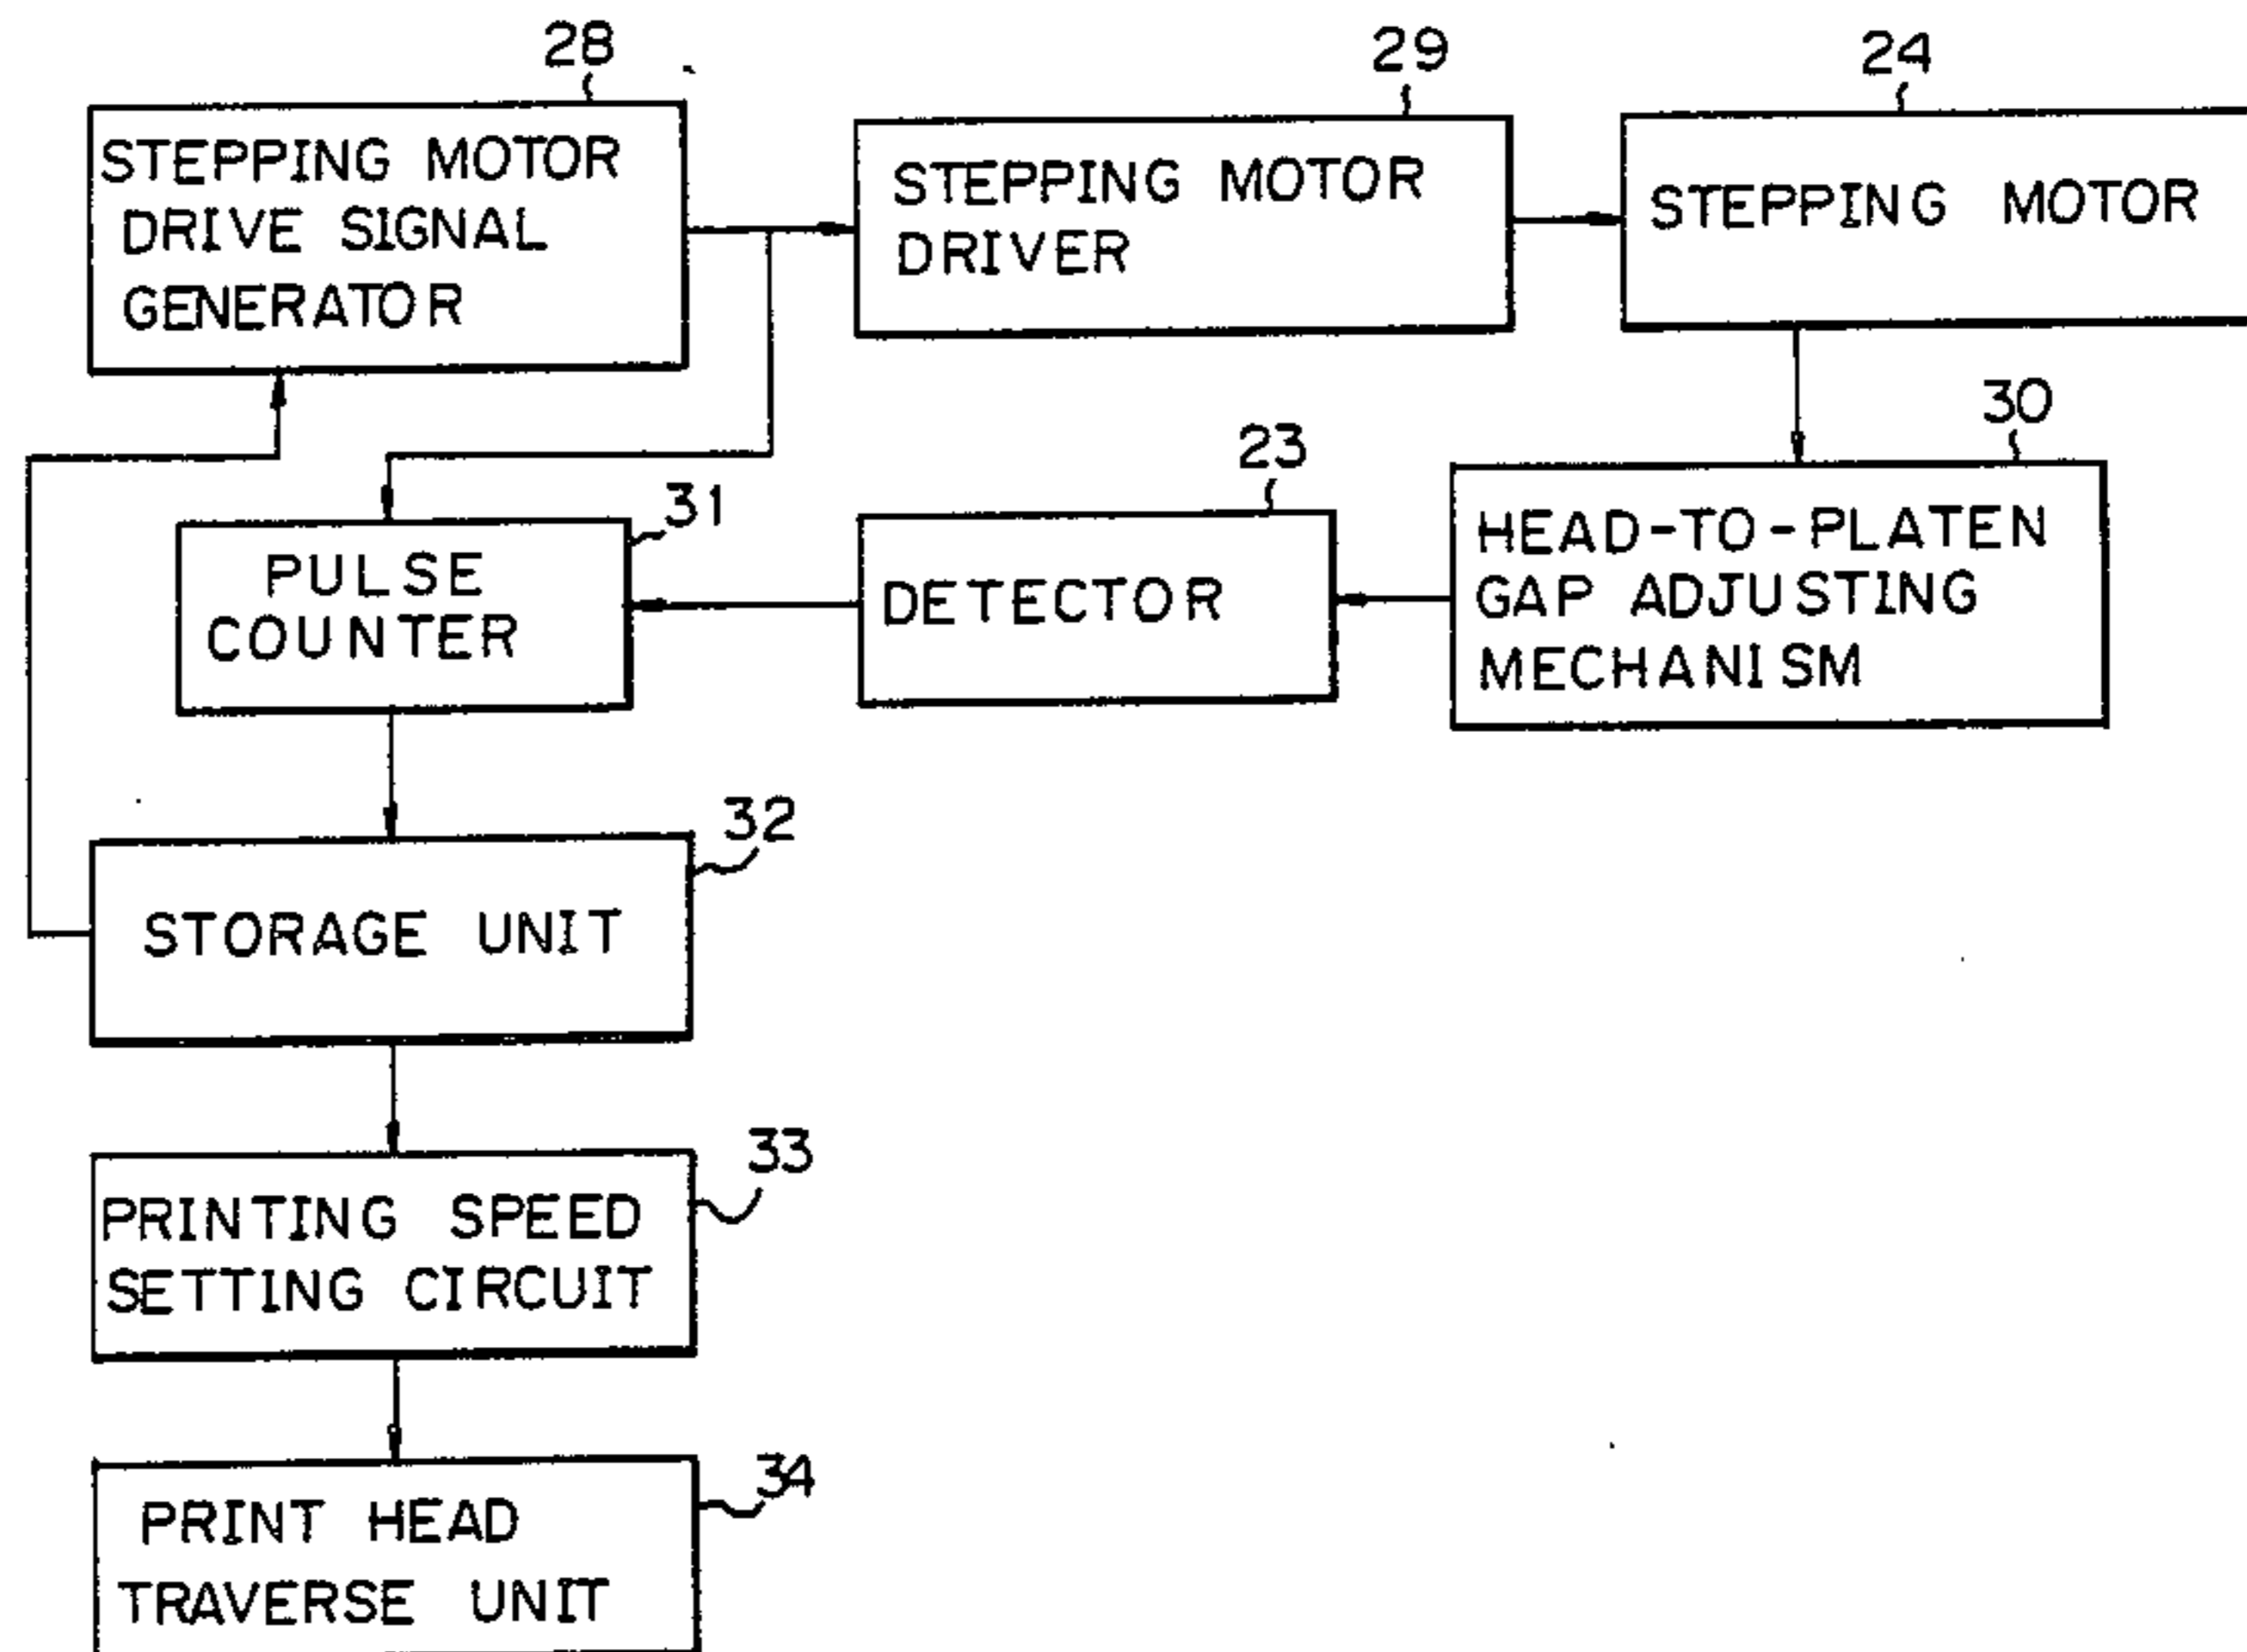 28
STEPPING MOTOR
DRIVE SIGNAL
GENERATOR
29
STEPPING MOTOR
DRIVER
24
STEPPING MOTOR
30
HEAD-TO-PLATEN
GAP ADJUSTING
MECHANISM
23
DETECTOR
31
PULSE
COUNTER
32
STORAGE UNIT
33
PRINTING SPEED
SETTING CIRCUIT
34
PRINT HEAD
TRAVERSE UNIT